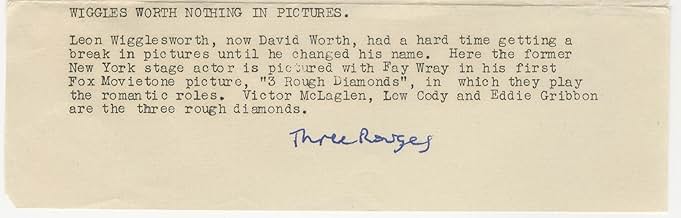 WIGGLES WORTH NOTHING IN PICTURES.
Leon Wigglesworth, now David Worth, had a hard time getting a
break in pictures until he changed his name. Here the former
New York stage actor is pictured with Fay Wray in his first
Fox Movietone picture, "3 Rough Diamonds", in which they play
the romantic roles. Victor McLaglen, Lew Cody and Eddie Gribbon
are the three rough diamonds.
Three Rouges